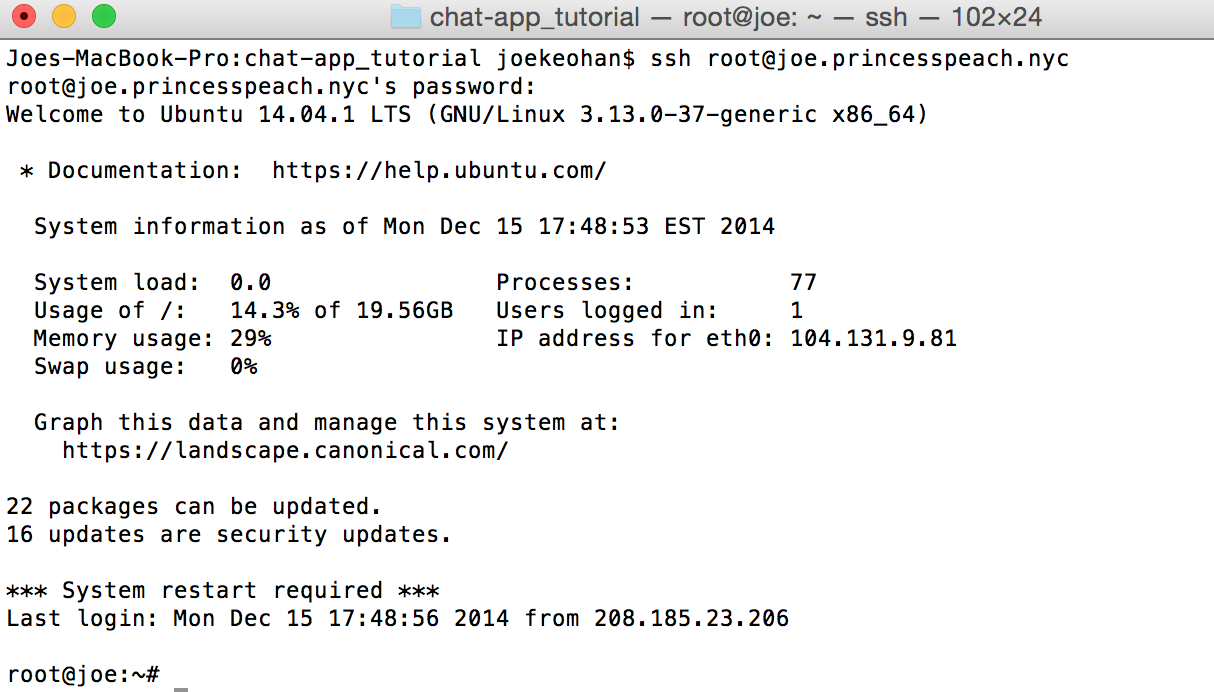 chat-app_tutorial — root@joe: ~ — ssh — 102×24
Joes-MacBook-Pro:chat-app_tutorial joekeohan$ ssh root@joe.princesspeach.nyc
root@joe.princesspeach.nyc's password:
Welcome to Ubuntu 14.04.1 LTS (GNU/Linux 3.13.0-37-generic x86_64)

 * Documentation:  https://help.ubuntu.com/

  System information as of Mon Dec 15 17:48:53 EST 2014

  System load:  0.0                Processes:           77
  Usage of /:   14.3% of 19.56GB   Users logged in:     1
  Memory usage: 29%                IP address for eth0: 104.131.9.81
  Swap usage:   0%

  Graph this data and manage this system at:
    https://landscape.canonical.com/

22 packages can be updated.
16 updates are security updates.

*** System restart required ***
Last login: Mon Dec 15 17:48:56 2014 from 208.185.23.206

root@joe:~#